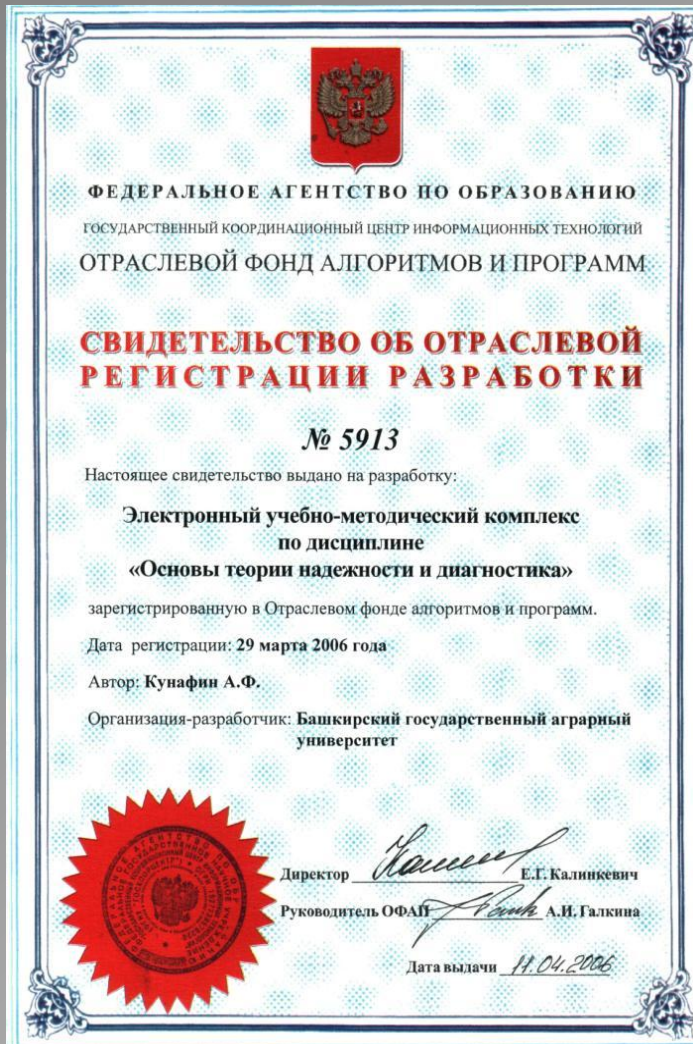 ФЕДЕРАЛЬНОЕ АГЕНТСТВО ПО ОБРАЗОВАНИЮ
ГОСУДАРСТВЕННЫЙ КООРДИНАЦИОННЫЙ ЦЕНТР ИНФОРМАЦИОННЫХ ТЕХНОЛОГИЙ
ОТРАСЛЕВОЙ ФОНД АЛГОРИТМОВ И ПРОГРАММ
СВИДЕТЕЛЬСТВО ОБ ОТРАСЛЕВОЙ
РЕГИСТРАЦИИ РАЗРАБОТКИ
№ 5913
Настоящее свидетельство выдано на разработку:
Электронный учебно-методический комплекс
по дисциплине
«Основы теории надежности и диагностика»
зарегистрированную в Отраслевом фонде алгоритмов и программ.
Дата регистрации: 29 марта 2006 года
Автор: Кунафин А.Ф.
Организация-разработчик: Башкирский государственный аграрный
университет
Директор Е.Г. Калинкевич
Руководитель ОФАП А.И. Галкина
Дата выдачи 11.04.2006